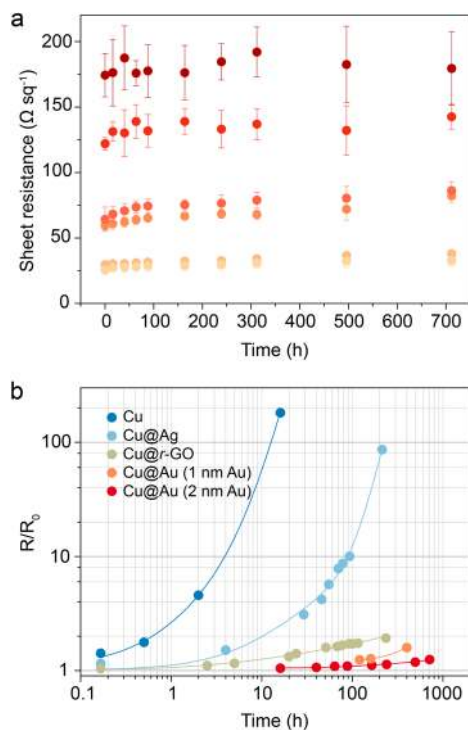 a
Sheet resistance (Ω sq⁻¹)
200
150
100
50
0
0 100 200 300 400 500 600 700
Time (h)
b
R/R₀
100
10
1
Cu
Cu@Ag
Cu@r-GO
Cu@Au (1 nm Au)
Cu@Au (2 nm Au)
0.1 1 10 100 1000
Time (h)